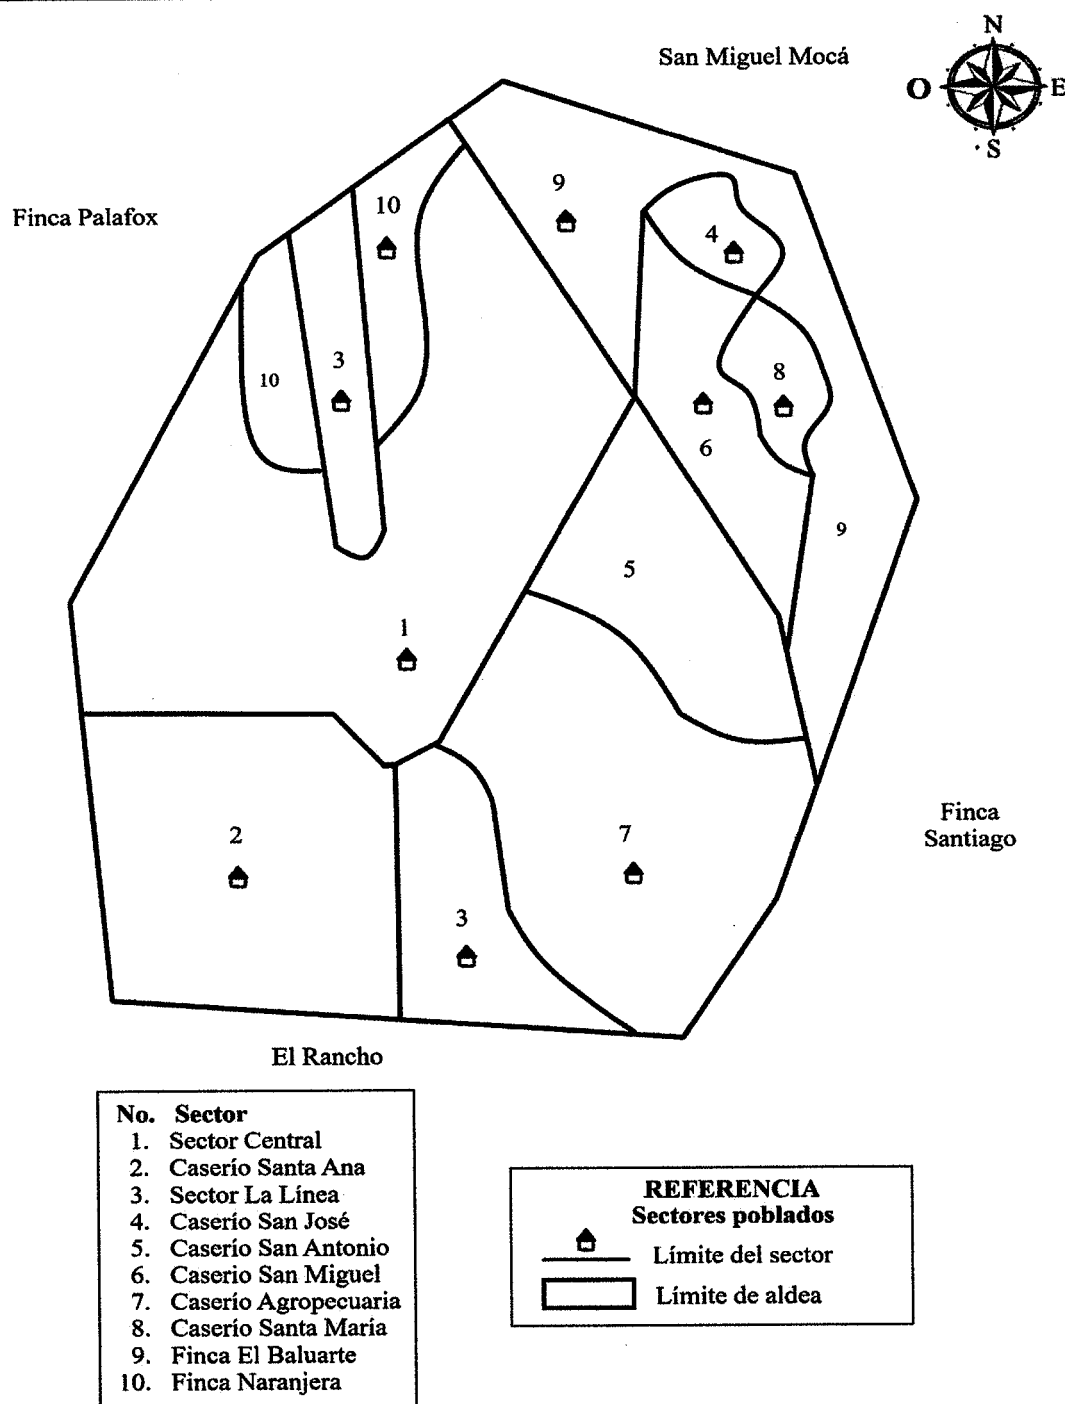 N
San Miguel Mocá
O
E
S
9
10
4
Finca Palafox
3
8
10
6
9
5
1
Finca
Santiago
2
7
3
El Rancho
No. Sector
1. Sector Central
2. Caserío Santa Ana
3. Sector La Línea
4. Caserío San José
5. Caserío San Antonio
6. Caserio San Miguel
7. Caserío Agropecuaria
8. Caserío Santa María
9. Finca El Baluarte
10. Finca Naranjera
REFERENCIA
Sectores poblados
Límite del sector
Límite de aldea